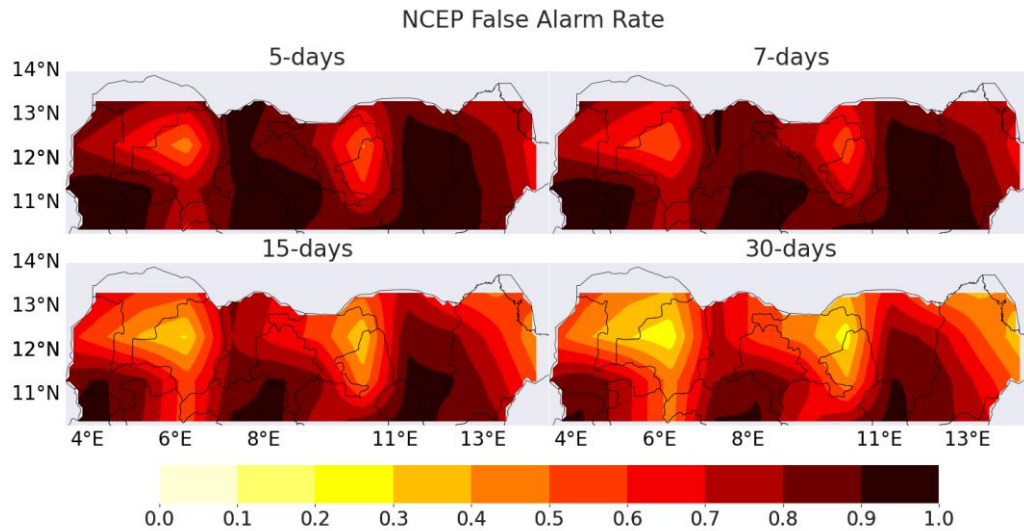 NCEP False Alarm Rate
5-days 7-days
14°N
13°N
12°N
11°N
15-days 30-days
14°N
13°N
12°N
11°N
4°E 6°E 8°E 11°E 13°E 4°E 6°E 8°E 11°E 13°E
0.0 0.1 0.2 0.3 0.4 0.5 0.6 0.7 0.8 0.9 1.0